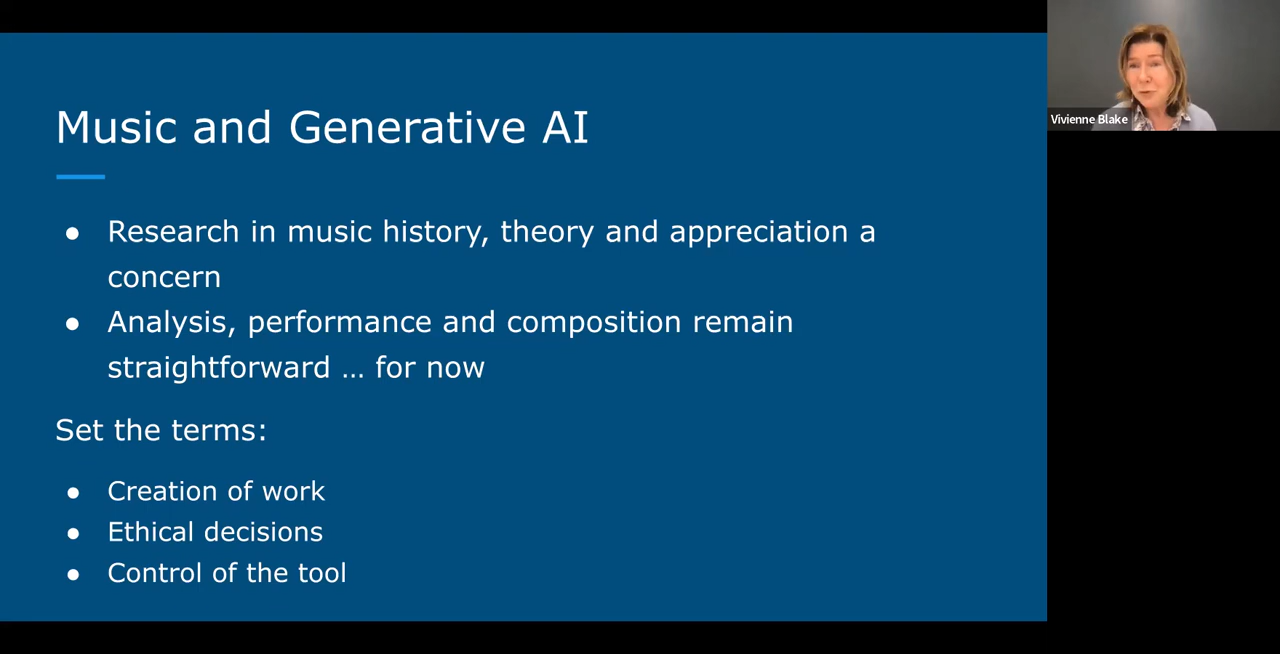 Music and Generative AI
● Research in music history, theory and appreciation a
concern
● Analysis, performance and composition remain
straightforward … for now
Set the terms:
● Creation of work
● Ethical decisions
● Control of the tool
Vivienne Blake